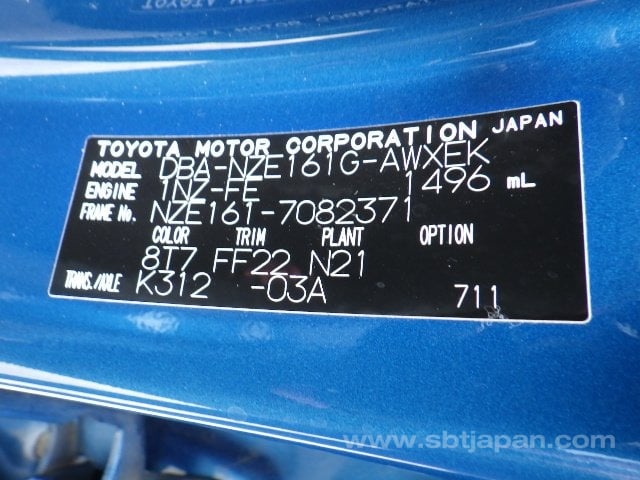 TOYOTA MOTOR CORPORATION JAPAN
MODEL DBA-NZE161G-AWXEK
ENGINE 1NZ-FE 1496 mL
FRAME No. NZE161-7082371
COLOR TRIM PLANT OPTION
8T7 FF22 N21
TRANS./AXLE K312 -03A 711
www.sbtjapan.com